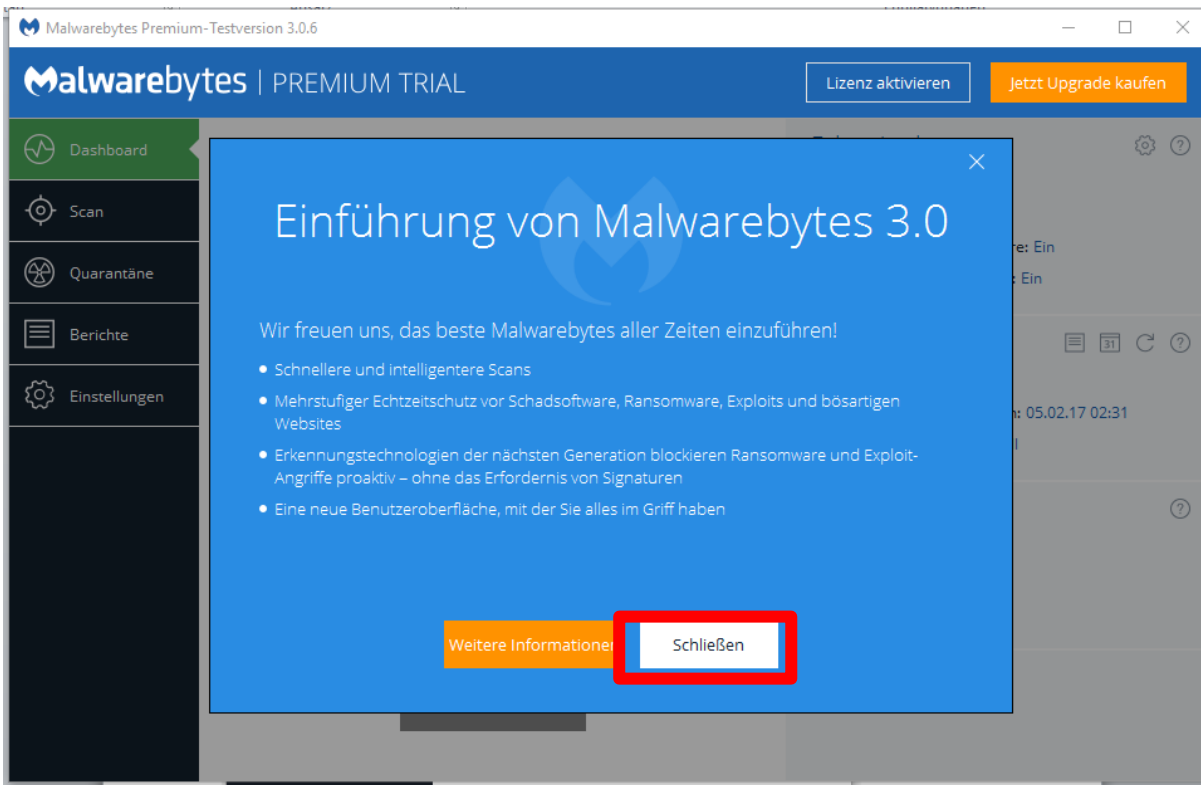 Malwarebytes Premium-Testversion 3.0.6
Malwarebytes | PREMIUM TRIAL
Lizenz aktivieren
Jetzt Upgrade kaufen
Dashboard
Scan
Quarantäne
Berichte
Einstellungen
Einführung von Malwarebytes 3.0
Wir freuen uns, das beste Malwarebytes aller Zeiten einzuführen!
• Schnellere und intelligentere Scans
• Mehrstufiger Echtzeitschutz vor Schadsoftware, Ransomware, Exploits und bösartigen
Websites
• Erkennungstechnologien der nächsten Generation blockieren Ransomware und Exploit-
Angriffe proaktiv – ohne das Erfordernis von Signaturen
• Eine neue Benutzeroberfläche, mit der Sie alles im Griff haben
Weitere Informatione
Schließen
re: Ein
: Ein
31
: 05.02.17 02:31